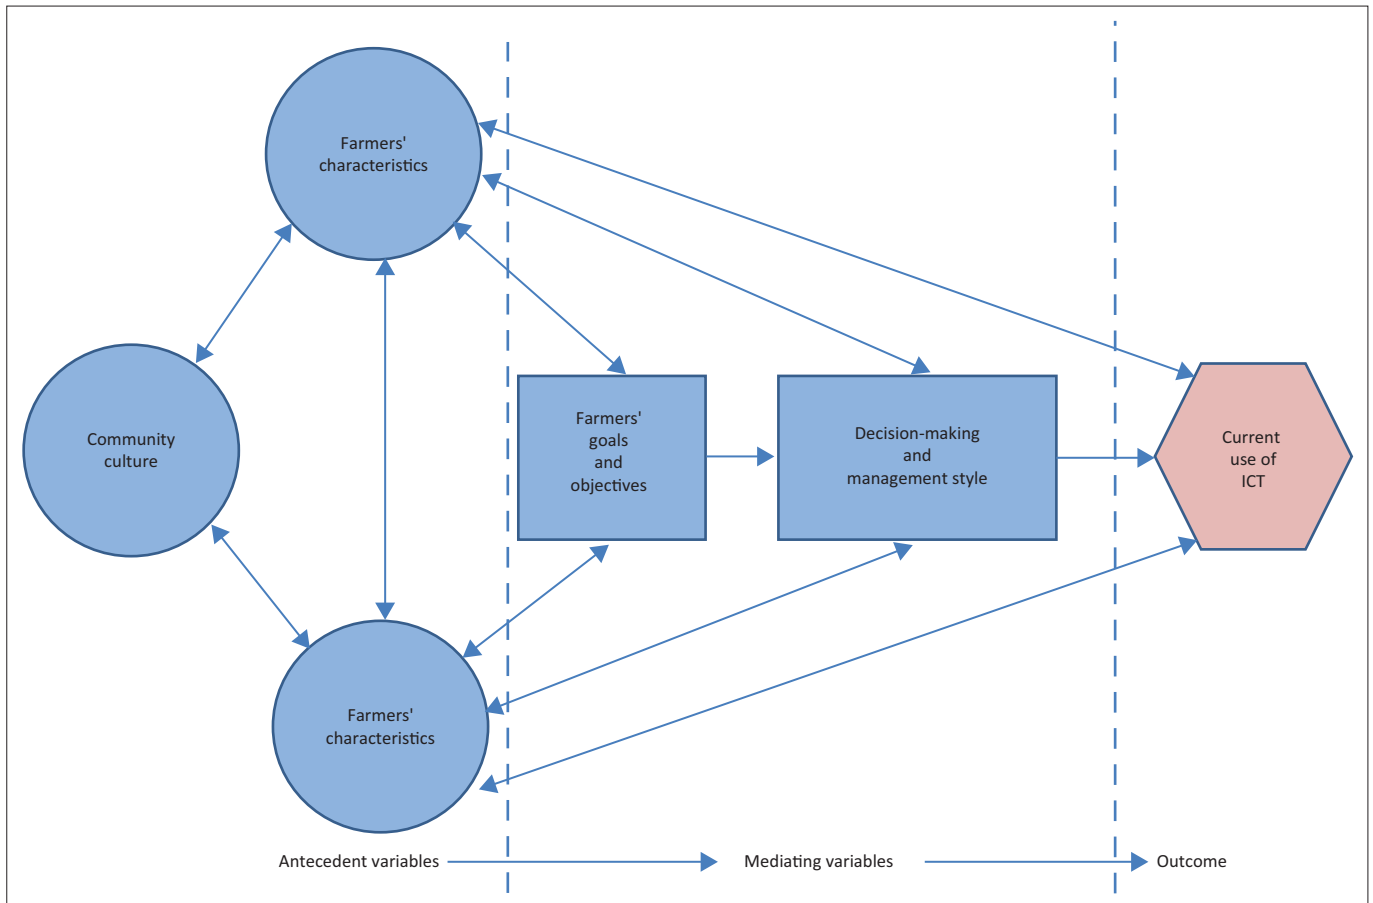 Farmers'
characteristics
Community
culture
Farmers'
goals
and
objectives
Decision-making
and
management style
Current
use of
ICT
Farmers'
characteristics
Antecedent variables
Mediating variables
Outcome